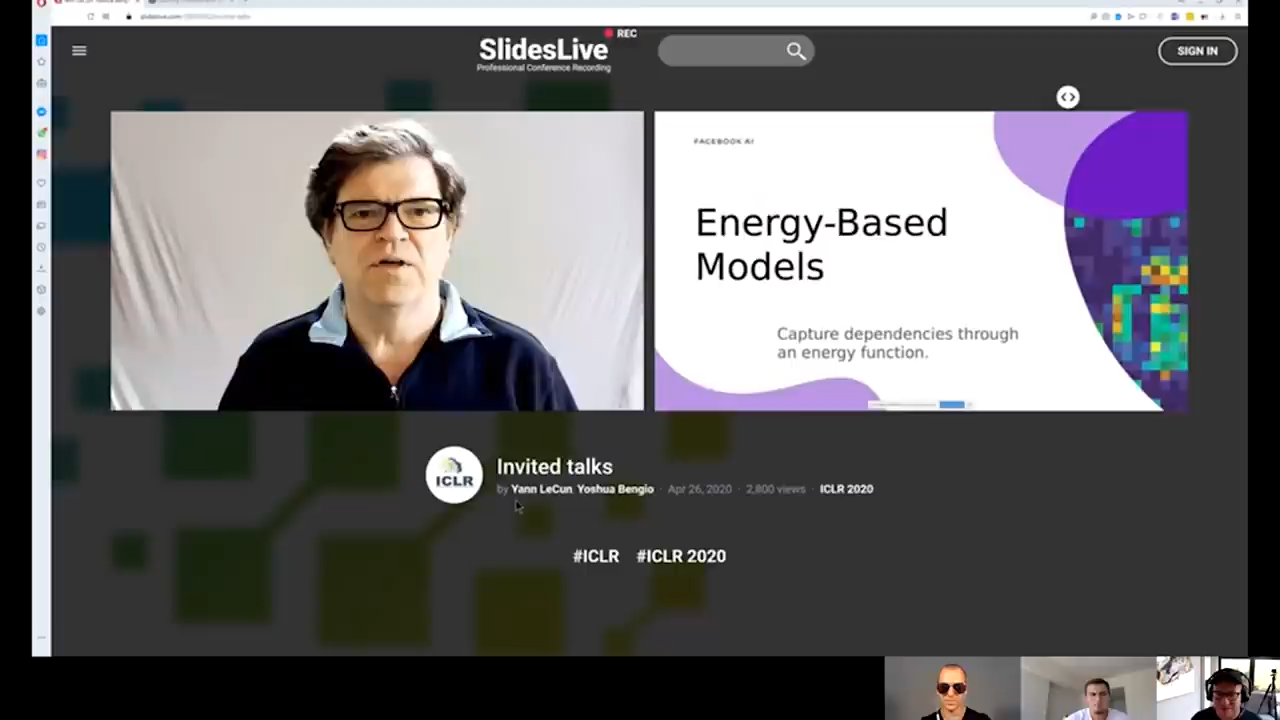 REC
SlidesLive
Professional Conference Recording
SIGN IN
FACEBOOK AI
Energy-Based
Models
Capture dependencies through
an energy function.
ICLR
Invited talks
by Yann LeCun, Yoshua Bengio · Apr 26, 2020 · 2,800 views · ICLR 2020
#ICLR #ICLR 2020